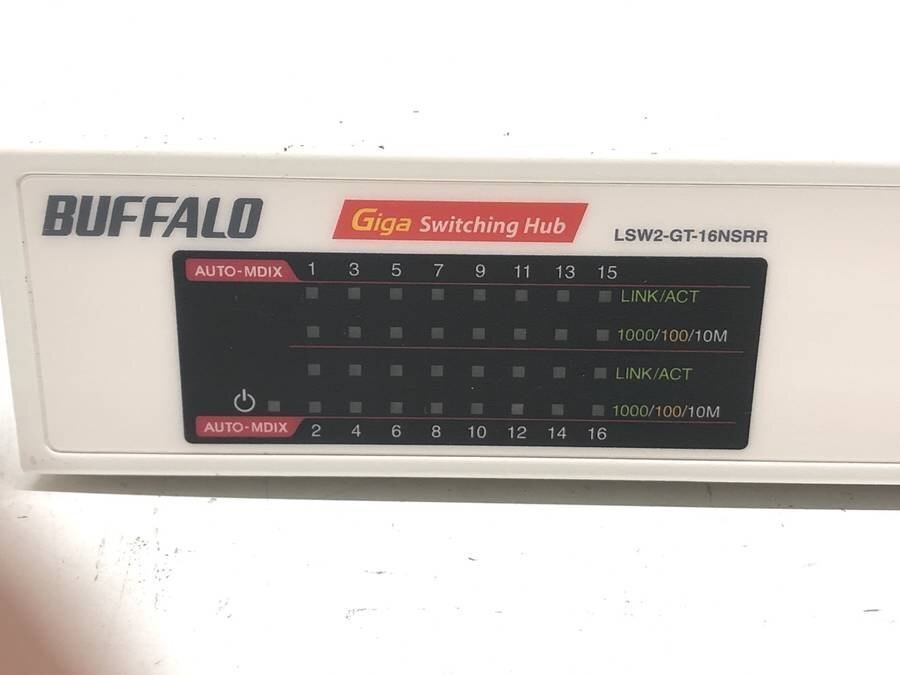 BUFFALO
Giga Switching Hub
LSW2-GT-16NSRR
AUTO-MDIX 1 3 5 7 9 11 13 15
LINK/ACT
1000/100/10M
LINK/ACT
1000/100/10M
AUTO-MDIX 2 4 6 8 10 12 14 16